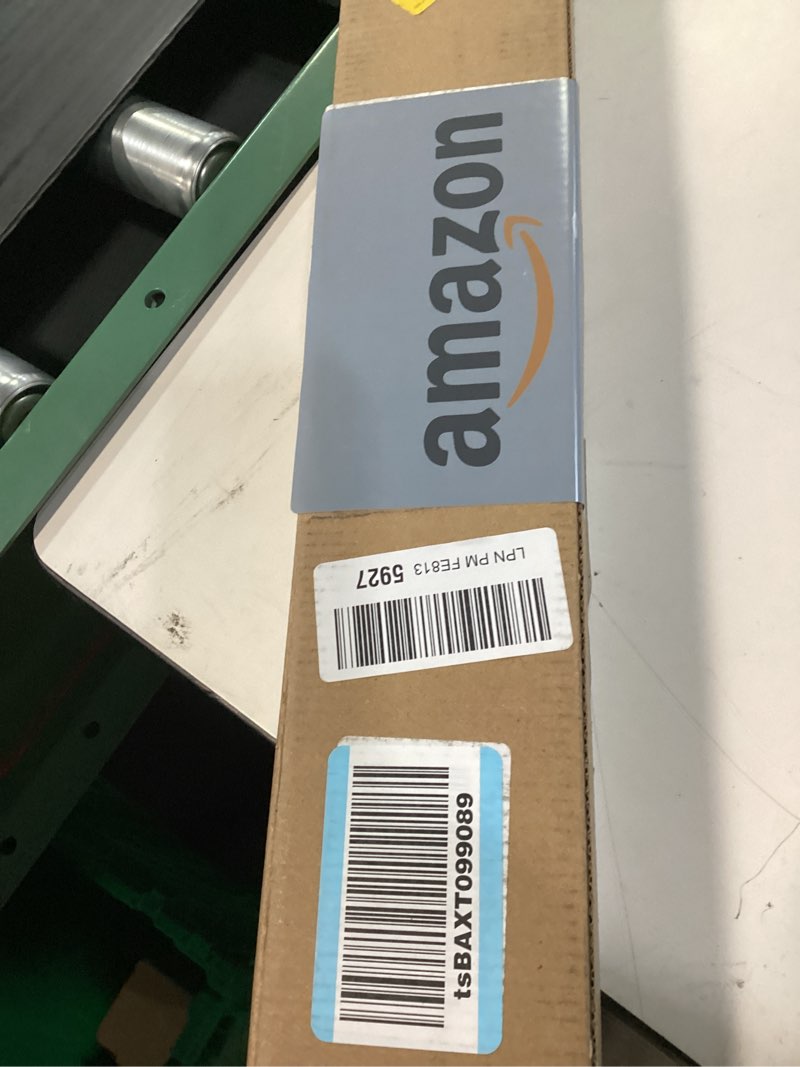 amazon
LPN PM FE813 5927
tsBAXT099089